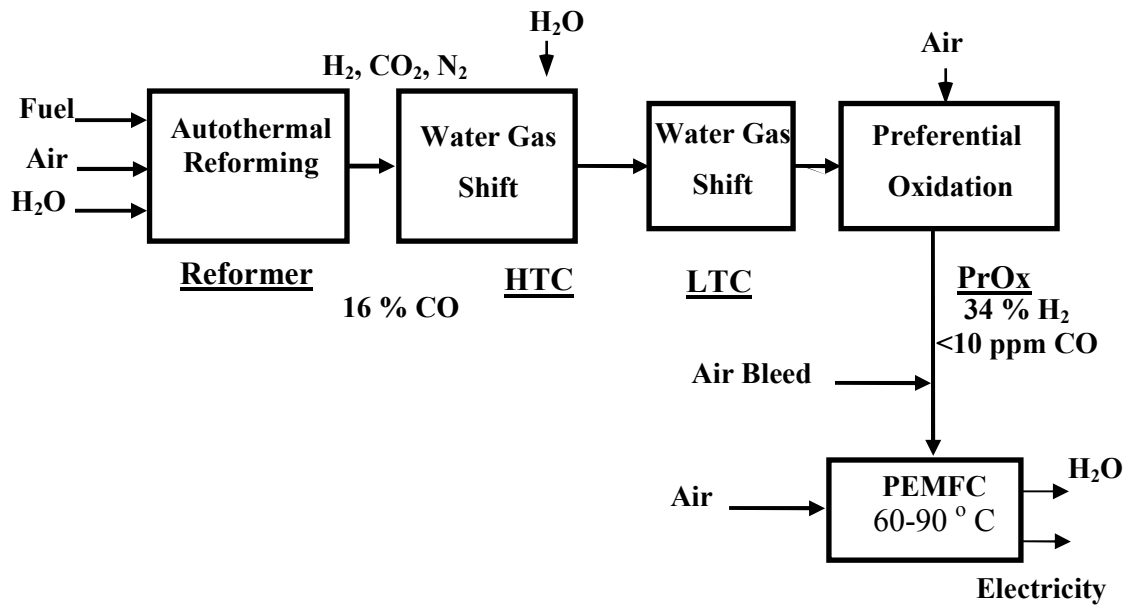 H₂O
Air
H₂, CO₂, N₂
Fuel
Air
H₂O
Autothermal
Reforming
Water Gas
Shift
Water Gas
Shift
Preferential
Oxidation
Reformer
HTC
LTC
PrOx
16 % CO
34 % H₂
<10 ppm CO
Air Bleed
Air
PEMFC
60-90 ° C
H₂O
Electricity